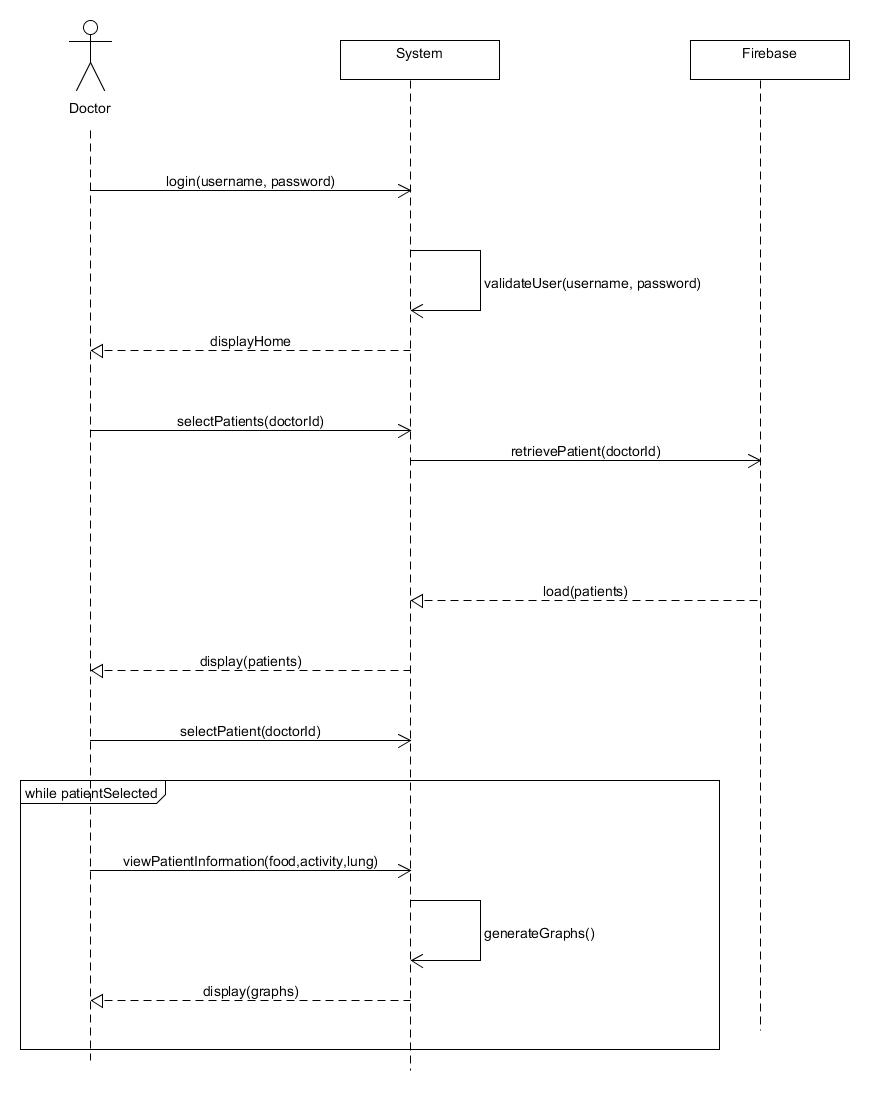 System
Firebase
Doctor
login(username, password)
validateUser(username, password)
displayHome
selectPatients(doctorId)
retrievePatient(doctorId)
load(patients)
display(patients)
selectPatient(doctorId)
while patientSelected
viewPatientInformation(food,activity,lung)
generateGraphs()
display(graphs)